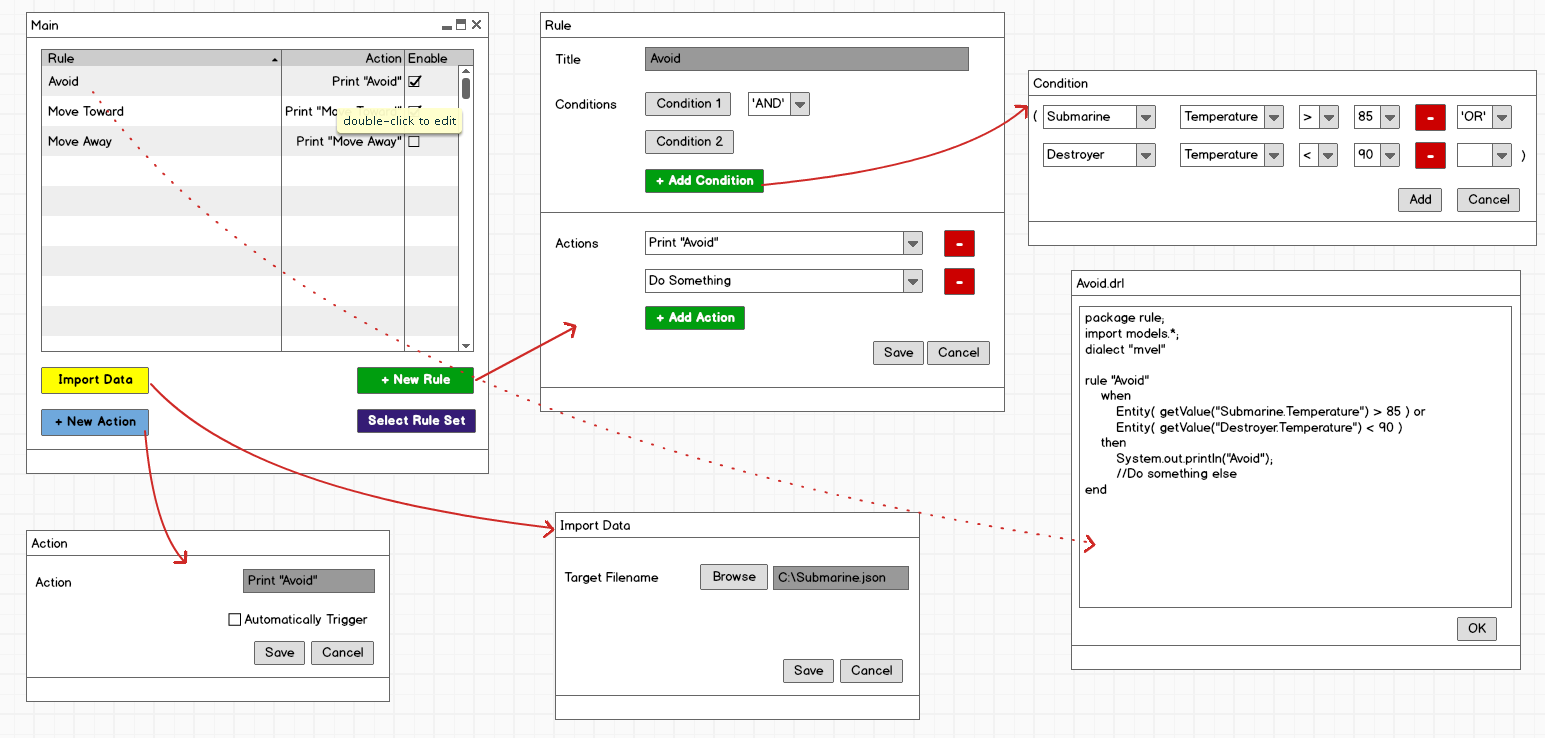 Main
Rule Action Enable
Avoid Print "Avoid"
Move Toward Print "Mo
double-click to edit
Move Away Print "Move Away"
Import Data + New Rule
+ New Action Select Rule Set
Rule
Title Avoid
Conditions Condition 1 'AND'
Condition 2
+ Add Condition
Actions Print "Avoid" -
Do Something -
+ Add Action
Save Cancel
Condition
( Submarine Temperature > 85 - 'OR'
Destroyer Temperature < 90 - )
Add Cancel
Avoid.drl
package rule;
import models.*;
dialect "mvel"
rule "Avoid"
when
Entity( getValue("Submarine.Temperature") > 85 ) or
Entity( getValue("Destroyer.Temperature") < 90 )
then
System.out.println("Avoid");
//Do something else
end
OK
Action
Action Print "Avoid"
Automatically Trigger
Save Cancel
Import Data
Target Filename Browse C:\Submarine.json
Save Cancel